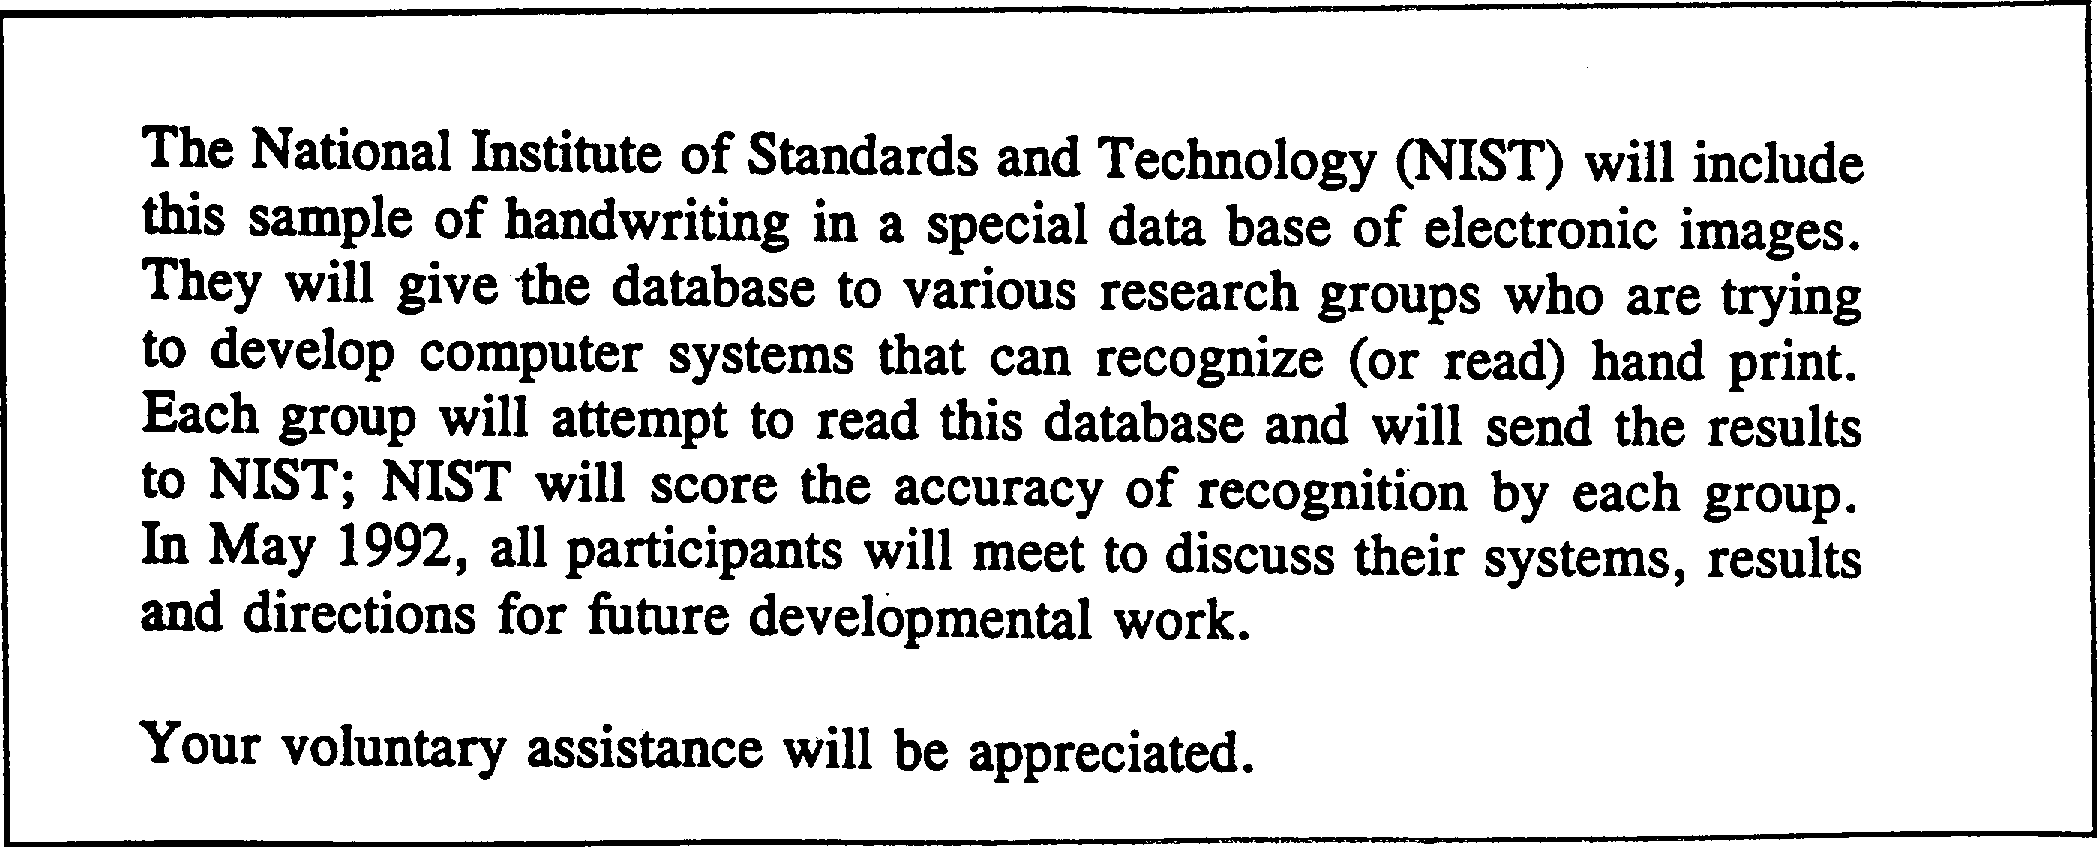 The National Institute of Standards and Technology (NIST) will include
this sample of handwriting in a special data base of electronic images.
They will give the database to various research groups who are trying
to develop computer systems that can recognize (or read) hand print.
Each group will attempt to read this database and will send the results
to NIST; NIST will score the accuracy of recognition by each group.
In May 1992, all participants will meet to discuss their systems, results
and directions for future developmental work.
Your voluntary assistance will be appreciated.